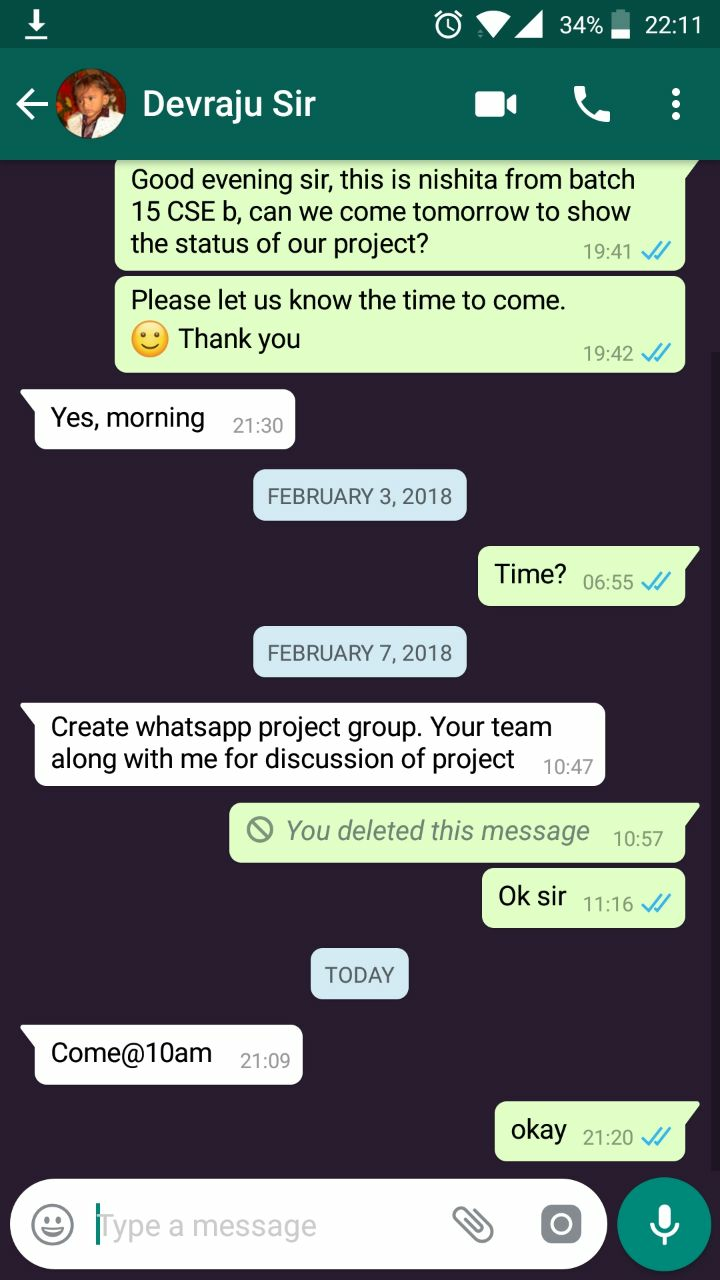 34% 22:11
Devraju Sir
Good evening sir, this is nishita from batch
15 CSE b, can we come tomorrow to show
the status of our project? 19:41
Please let us know the time to come.
🙂 Thank you 19:42
Yes, morning 21:30
FEBRUARY 3, 2018
Time? 06:55
FEBRUARY 7, 2018
Create whatsapp project group. Your team
along with me for discussion of project 10:47
You deleted this message 10:57
Ok sir 11:16
TODAY
Come@10am 21:09
okay 21:20
Type a message